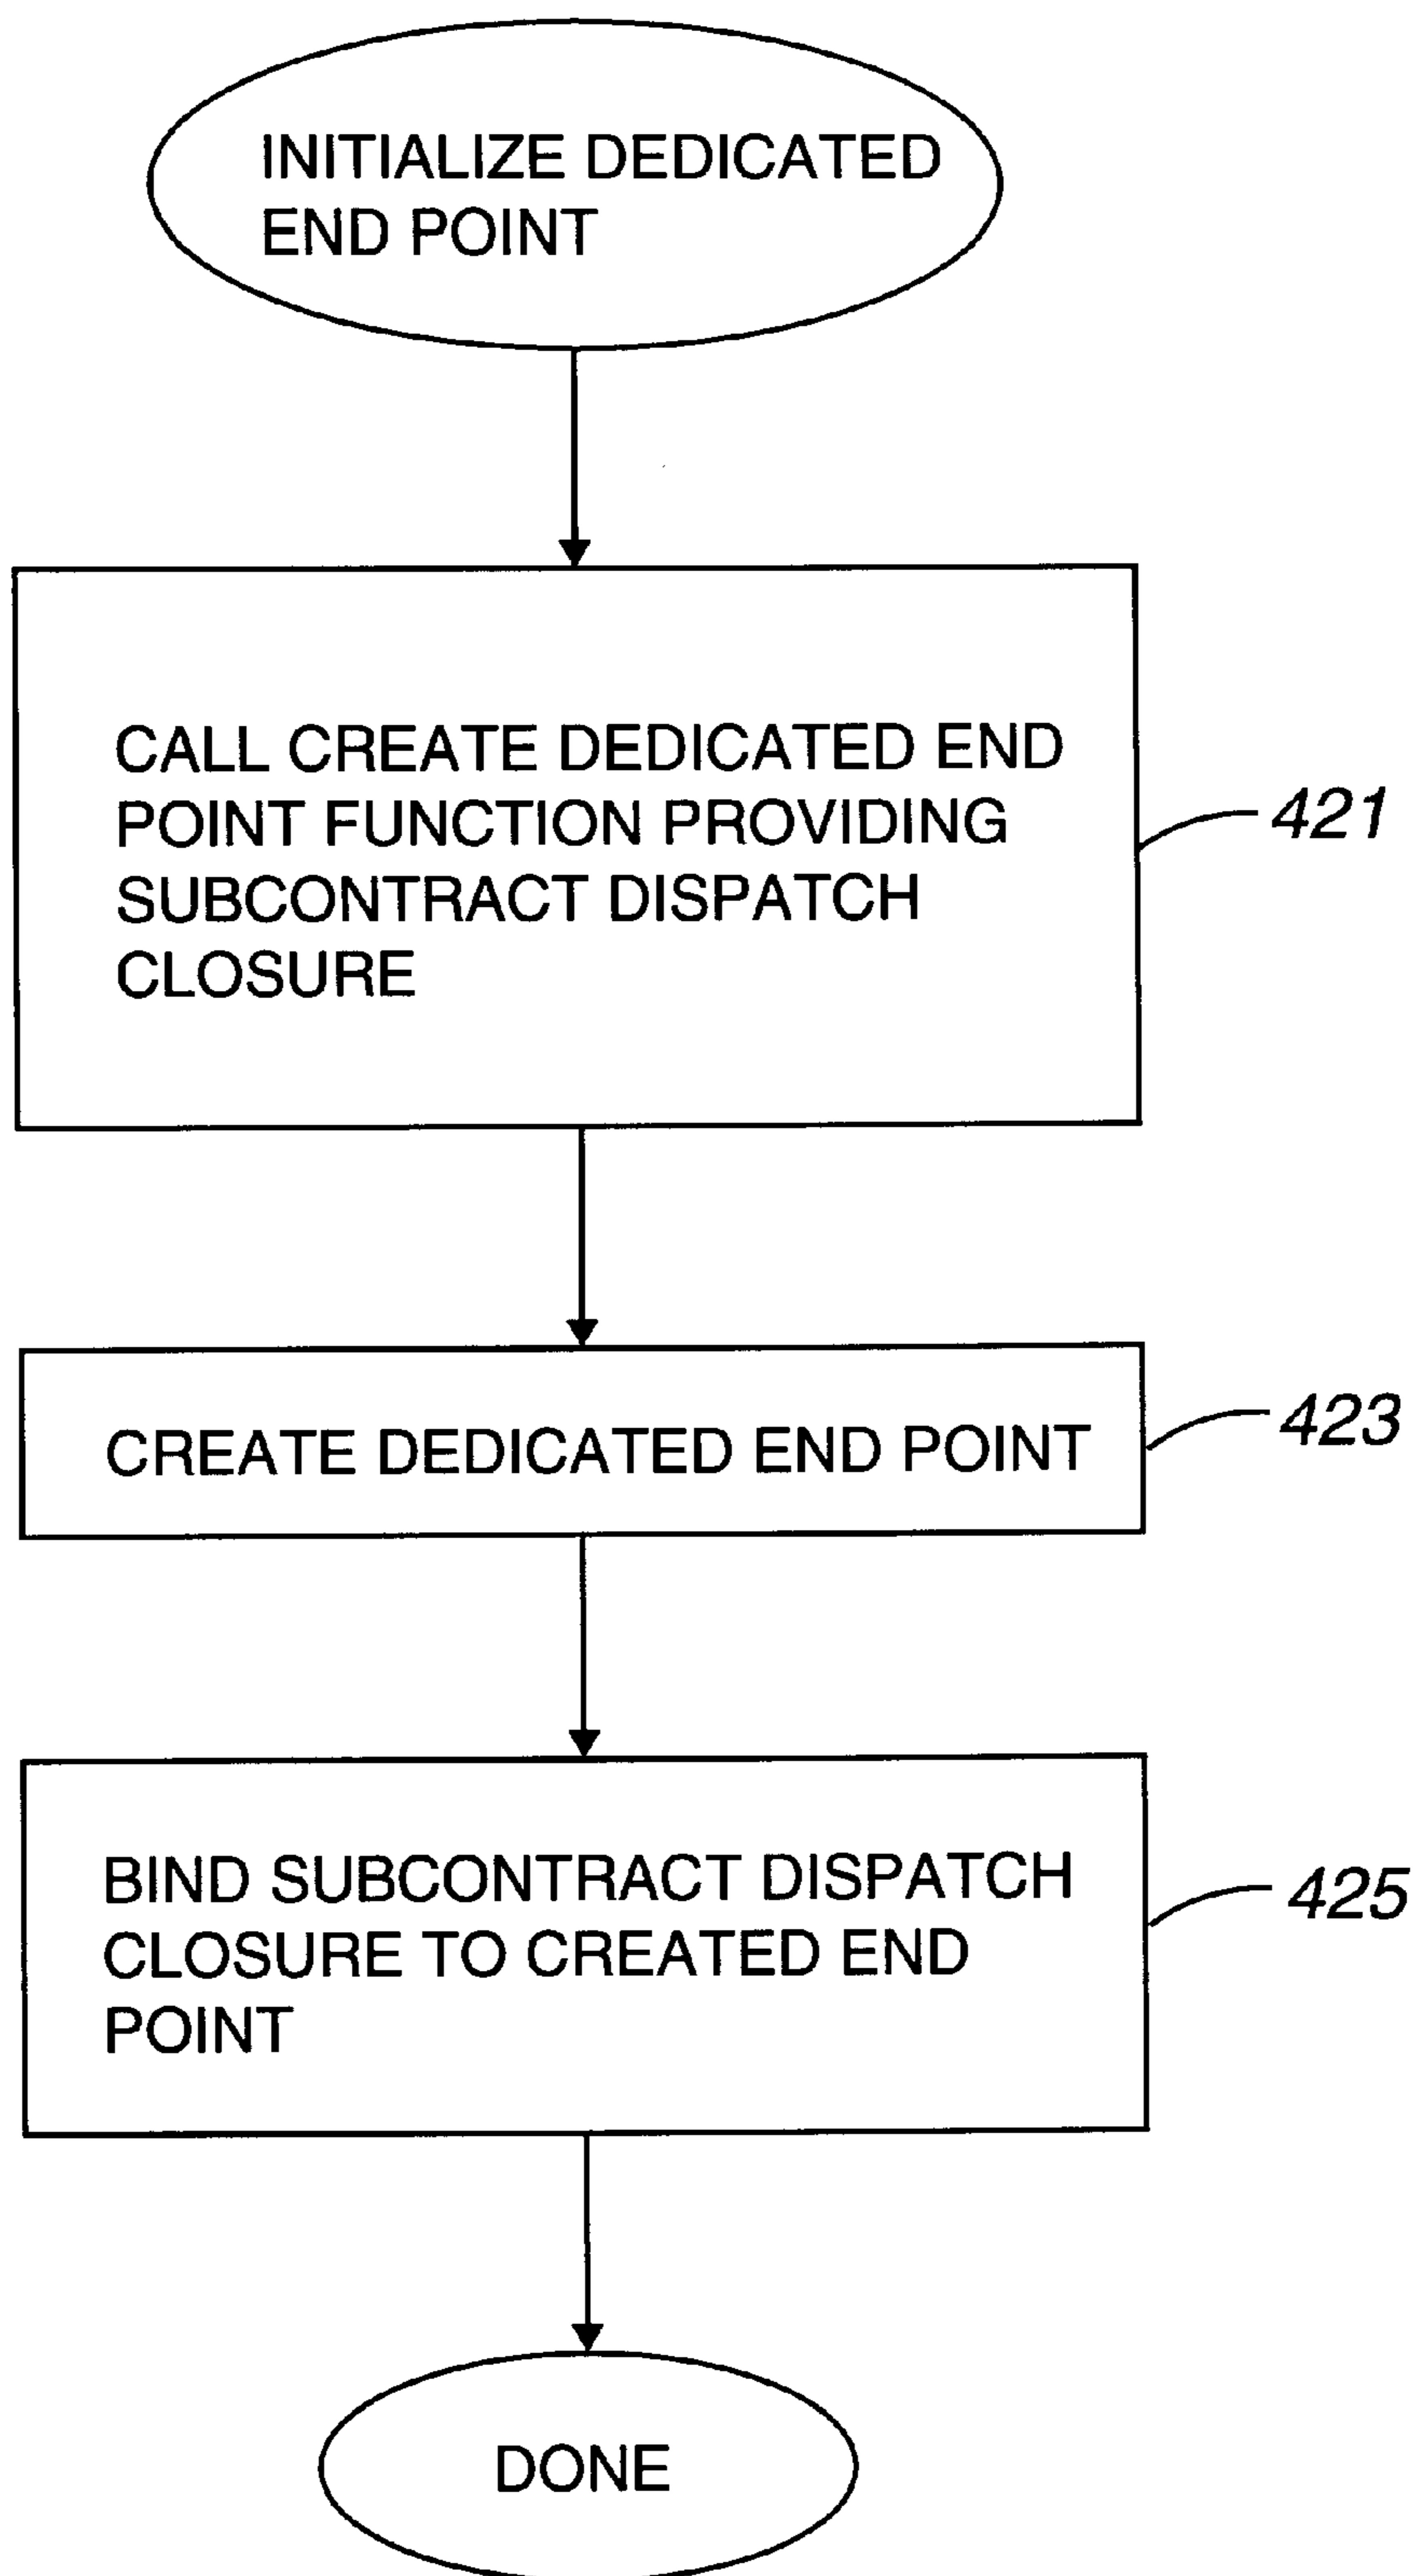 INITIALIZE DEDICATED
END POINT
CALL CREATE DEDICATED END
POINT FUNCTION PROVIDING
SUBCONTRACT DISPATCH
CLOSURE
421
CREATE DEDICATED END POINT
423
BIND SUBCONTRACT DISPATCH
CLOSURE TO CREATED END
POINT
425
DONE